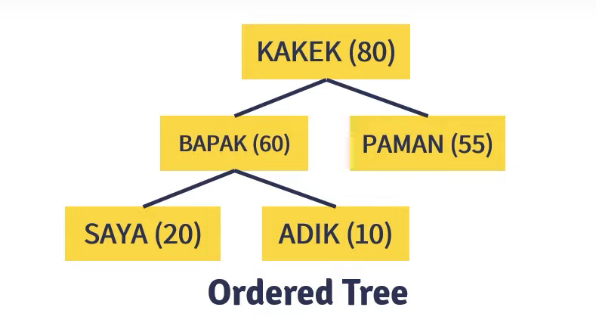 KAKEK (80)
BAPAK (60)
PAMAN (55)
SAYA (20)
ADIK (10)
Ordered Tree